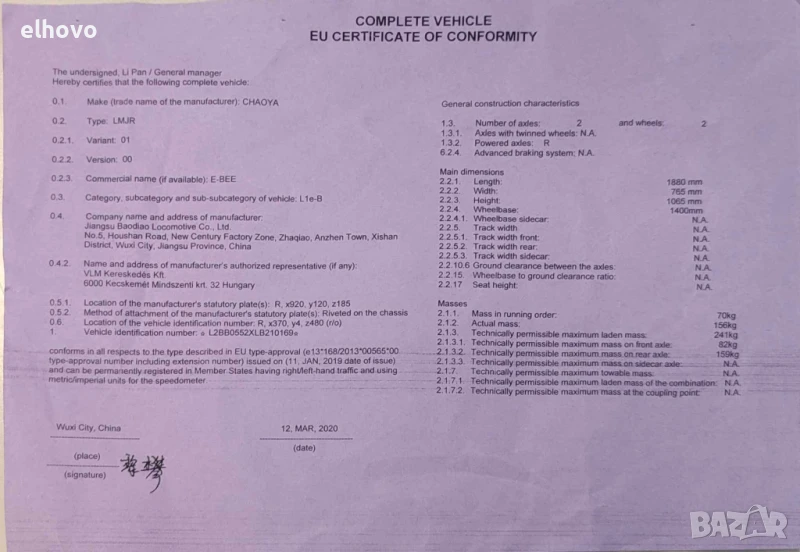 elhovo
COMPLETE VEHICLE
EU CERTIFICATE OF CONFORMITY
The undersigned, Li Pan / General manager
Hereby certifies that the following complete vehicle:
0.1. Make (trade name of the manufacturer): CHAOYA
0.2. Type: LMJR
0.2.1. Variant: 01
0.2.2. Version: 00
0.2.3. Commercial name (if available): E-BEE
0.3. Category, subcategory and sub-subcategory of vehicle: L1e-B
0.4. Company name and address of manufacturer:
Jiangsu Baodiao Locomotive Co., Ltd.
No.5, Houshan Road, New Century Factory Zone, Zhaqiao, Anzhen Town, Xishan
District, Wuxi City, Jiangsu Province, China
0.4.2. Name and address of manufacturer's authorized representative (if any):
VLM Kereskedés Kft.
6000 Kecskemét Mindszenti krt. 32 Hungary
0.5.1. Location of the manufacturer's statutory plate(s): R, x920, y120, z185
0.5.2. Method of attachment of the manufacturer's statutory plate(s): Riveted on the chassis
0.6. Location of the vehicle identification number: R, x370, y4, z480 (r/o)
1. Vehicle identification number: L2BB0552XLB210169
conforms in all respects to the type described in EU type-approval (e13*168/2013*00565*00
type-approval number including extension number) issued on (11. JAN, 2019 date of issue)
and can be permanently registered in Member States having right/left-hand traffic and using
metric/imperial units for the speedometer.
Wuxi City, China
12. MAR, 2020
(place)
(date)
(signature)
General construction characteristics
1.3. Number of axles: 2 and wheels: 2
1.3.1. Axles with twinned wheels: N.A.
1.3.2. Powered axles: R
6.2.4. Advanced braking system: N.A.
Main dimensions
2.2.1. Length: 1880 mm
2.2.2. Width: 765 mm
2.2.3. Height: 1065 mm
2.2.4. Wheelbase: 1400mm
2.2.4.1. Wheelbase sidecar: N.A.
2.2.5. Track width N.A.
2.2.5.1. Track width front: N.A.
2.2.5.2. Track width rear: N.A.
2.2.5.3. Track width sidecar: N.A.
2.2.10.6 Ground clearance between the axles: N.A.
2.2.15. Wheelbase to ground clearance ratio: N.A.
2.2.17 Seat height: N.A.
Masses
2.1.1. Mass in running order: 70kg
2.1.2. Actual mass: 156kg
2.1.3. Technically permissible maximum laden mass: 241kg
2.1.3.1. Technically permissible maximum mass on front axle: 82kg
2.1.3.2. Technically permissible maximum mass on rear axle: 159kg
2.1.3.3. Technically permissible maximum mass on sidecar axle: N.A.
2.1.7. Technically permissible maximum towable mass: N.A.
2.1.7.1. Technically permissible maximum laden mass of the combination: N.A.
2.1.7.2. Technically permissible maximum mass at the coupling point: N.A.
BAZAR